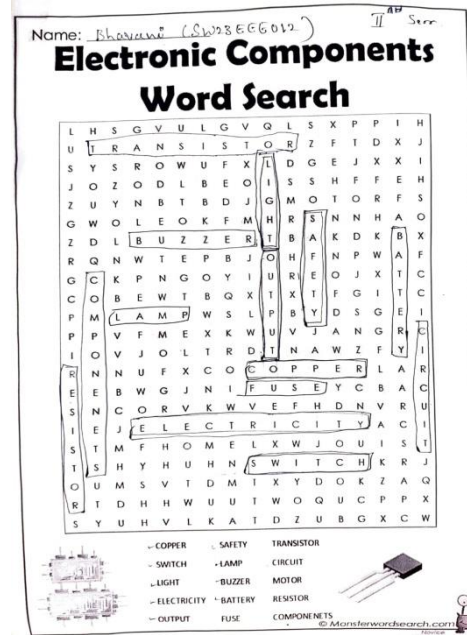 Name: Bharani (SW23EEE012) II Sem
Electronic Components
Word Search
L H S G V U L G V Q L S X P P I H
U T R A N S I S T O R Z F T D X J
S Y S R O W U F X L D G E J X X I
J O Z O D L B E O I S S H F F E H
Z U Y N B T B D J G M O T O R F S
G W O L E O K F M H R S N N H A O
Z D L B U Z Z E R T B A K D K B X
R Q N W T E P B J O H F N P W A F
G C K P N G O Y I U R E O J X T C
C O B E W T B Q X T X T F G I T C
P M L A M P W S L P B Y D S G E I
P P V F M E X K W U V J A N G R C
I O V J O L T R D T N A W Z F Y I
R N N U F X C O C O P P E R L A R
E E B W G J N I F U S E Y C B A C
S N C O R V K W V E F H D N V R U
I E J E L E C T R I C I T Y A C I
S T M F H O M E L X W J O U I S T
T S H Y H U H N S W I T C H K R J
O U M S V T D M I X Y D O K Z A Q
R T D H H W U U T W O Q U C P P X
S Y U H V L K A T D Z U B G X C W
COPPER SAFETY TRANSISTOR
SWITCH LAMP CIRCUIT
LIGHT BUZZER MOTOR
ELECTRICITY BATTERY RESISTOR
OUTPUT FUSE COMPONENETS
© Monsterwordsearch.com